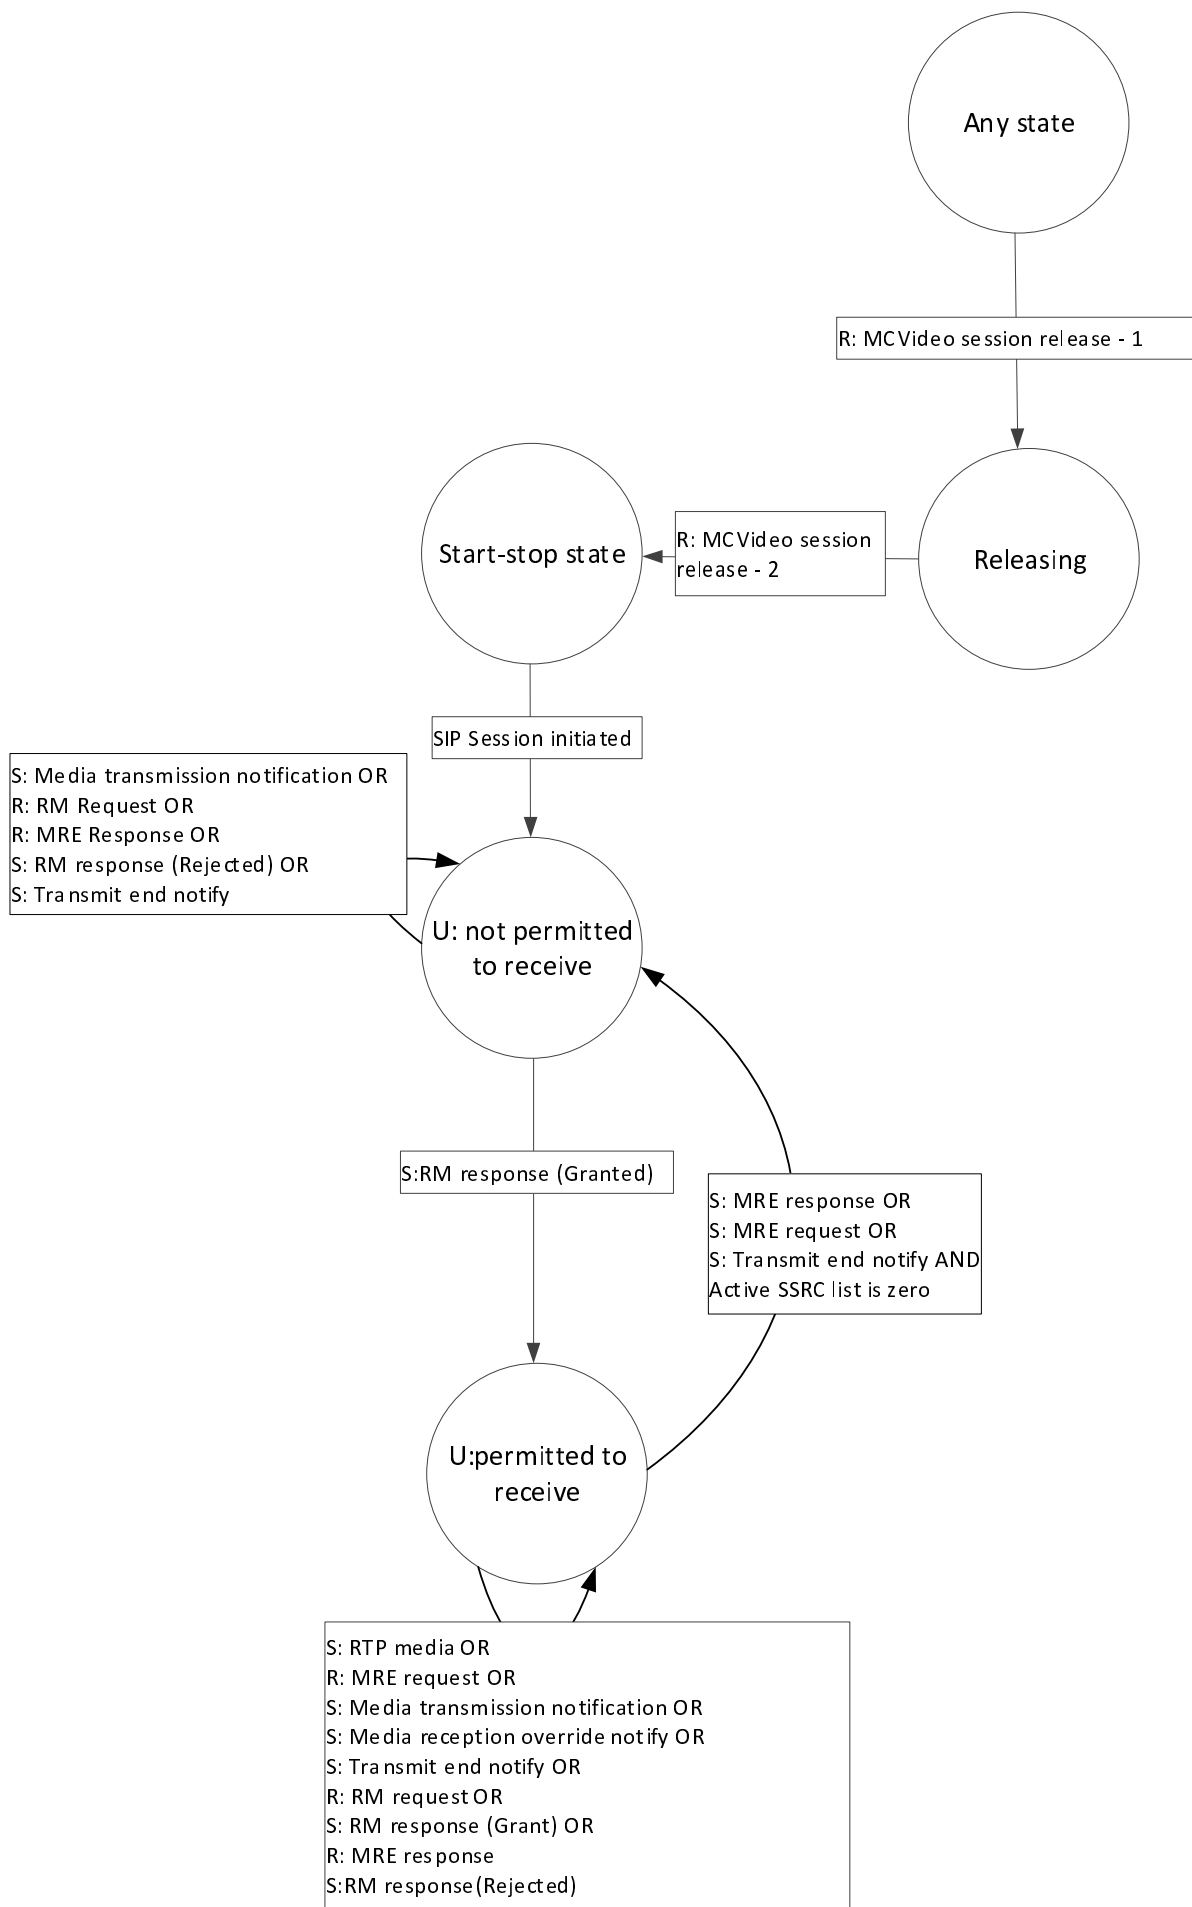 Any state
R: MCVideo session release - 1
Start-stop state
R: MCVideo session
release - 2
Releasing
SIP Session initiated
S: Media transmission notification OR
R: RM Request OR
R: MRE Response OR
S: RM response (Rejected) OR
S: Transmit end notify
U: not permitted
to receive
S:RM response (Granted)
S: MRE response OR
S: MRE request OR
S: Transmit end notify AND
Active SSRC list is zero
U:permitted to
receive
S: RTP media OR
R: MRE request OR
S: Media transmission notification OR
S: Media reception override notify OR
S: Transmit end notify OR
R: RM request OR
S: RM response (Grant) OR
R: MRE response
S:RM response(Rejected)